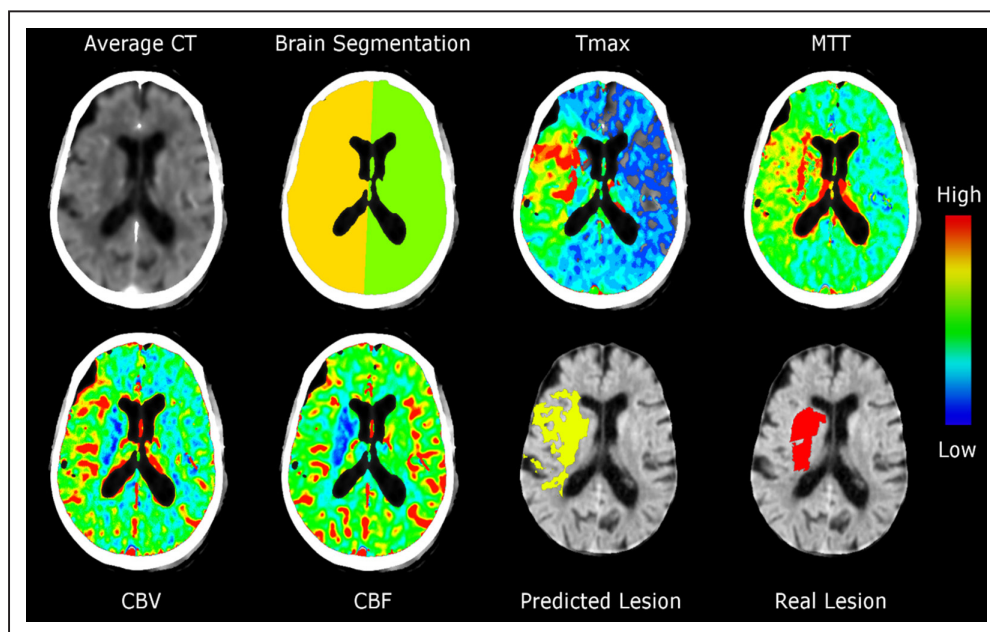 Average CT
Brain Segmentation
Tmax
MTT
High
Low
CBV
CBF
Predicted Lesion
Real Lesion